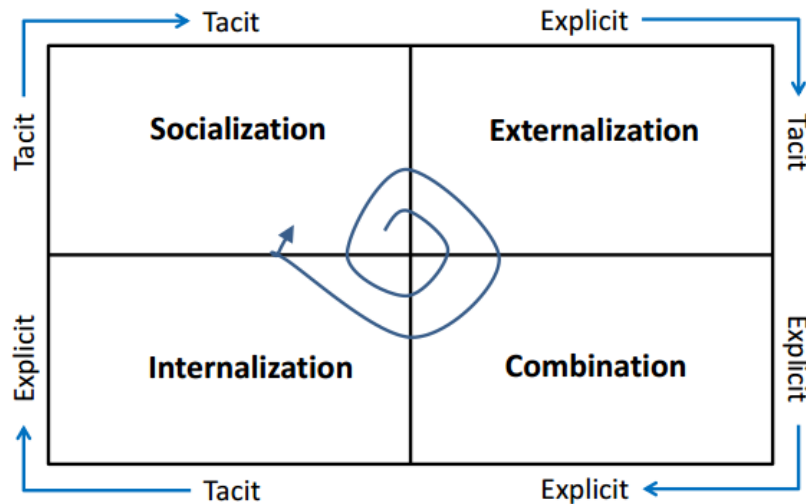 Tacit
Explicit
Tacit
Socialization
Externalization
Tacit
Explicit
Internalization
Combination
Explicit
Tacit
Explicit